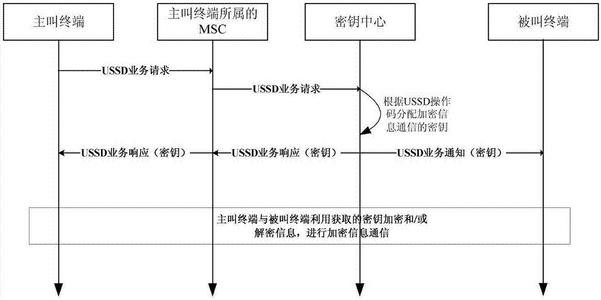 主叫终端
主叫终端所属的
MSC
密钥中心
被叫终端
USSD业务请求
USSD业务请求
根据USSD操作
码分配加密信
息通信的密钥
USSD业务响应（密钥）
USSD业务响应（密钥）
USSD业务通知（密钥）
主叫终端与被叫终端利用获取的密钥加密和/或
解密信息，进行加密信息通信